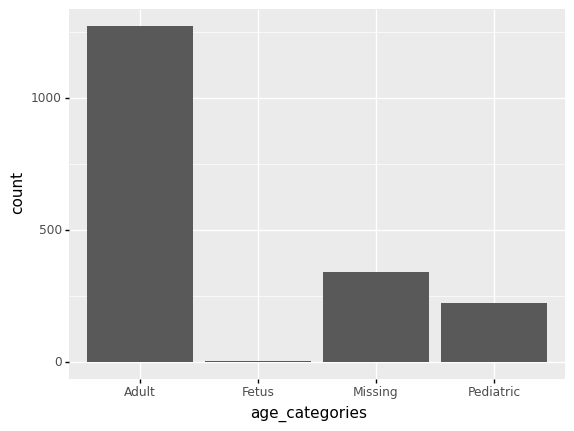 1000
500
0
count
Adult
Fetus
Missing
Pediatric
age_categories